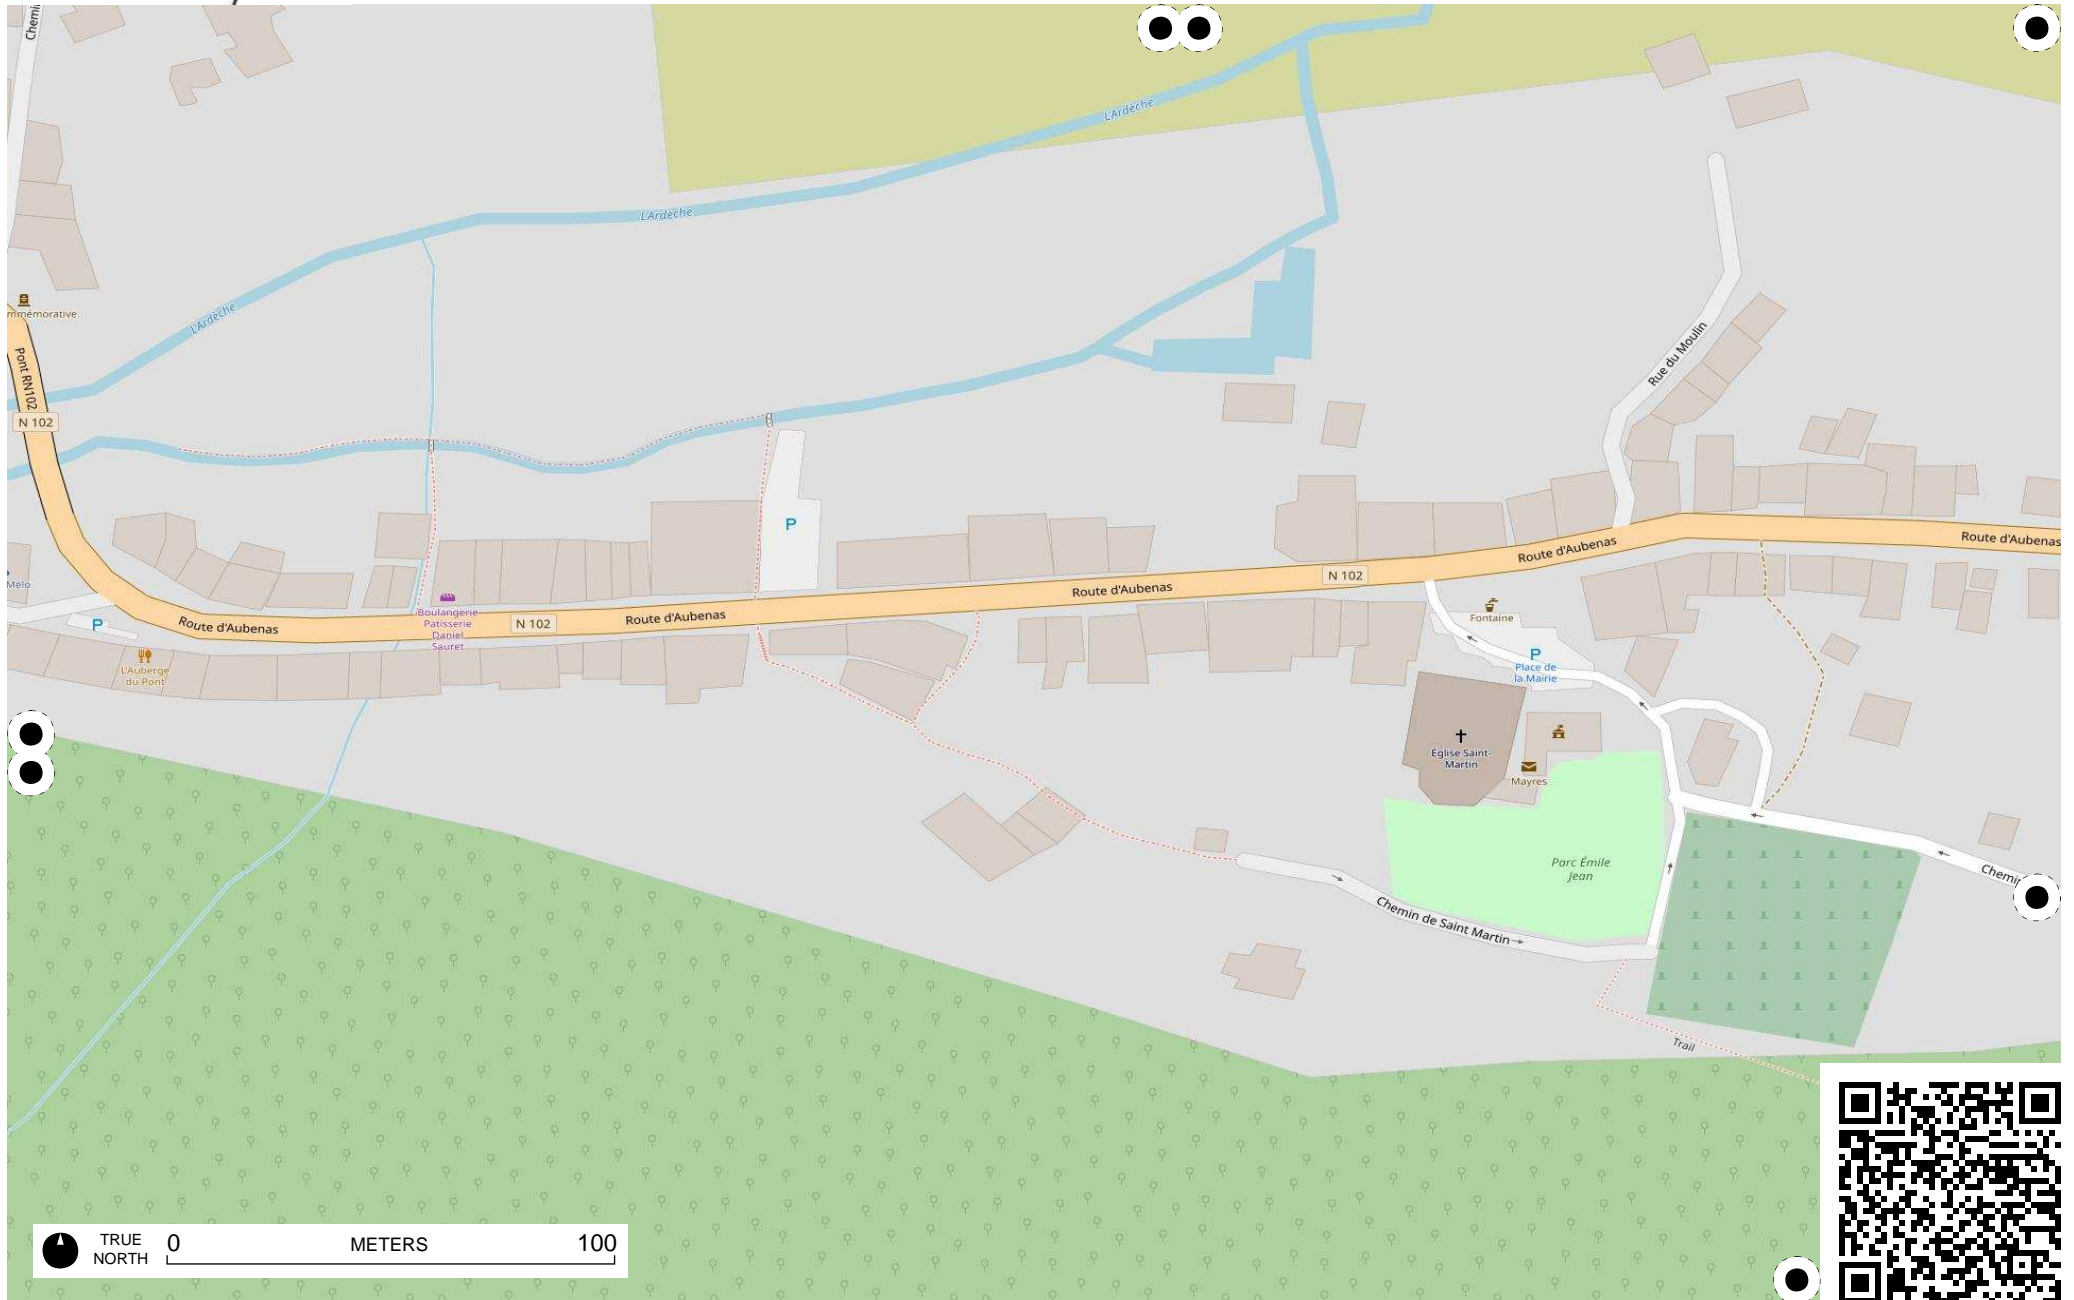 Chemi
L'Ardèche
L'Ardèche
L'Ardèche
mmémorative
Pont RN102
N 102
Rue du Moulin
P
Mélo
P
Route d'Aubenas
Boulangerie
Patisserie
Daniel
Sauret
N 102
Route d'Aubenas
Route d'Aubenas
N 102
Route d'Aubenas
Route d'Aubenas
L'Auberge
du Pont
Fontaine
P
Place de
la Mairie
Église Saint-
Martin
Mayres
Parc Émile
Jean
Chemin de Saint Martin
Chemin
Trail
TRUE
NORTH
0
METERS
100